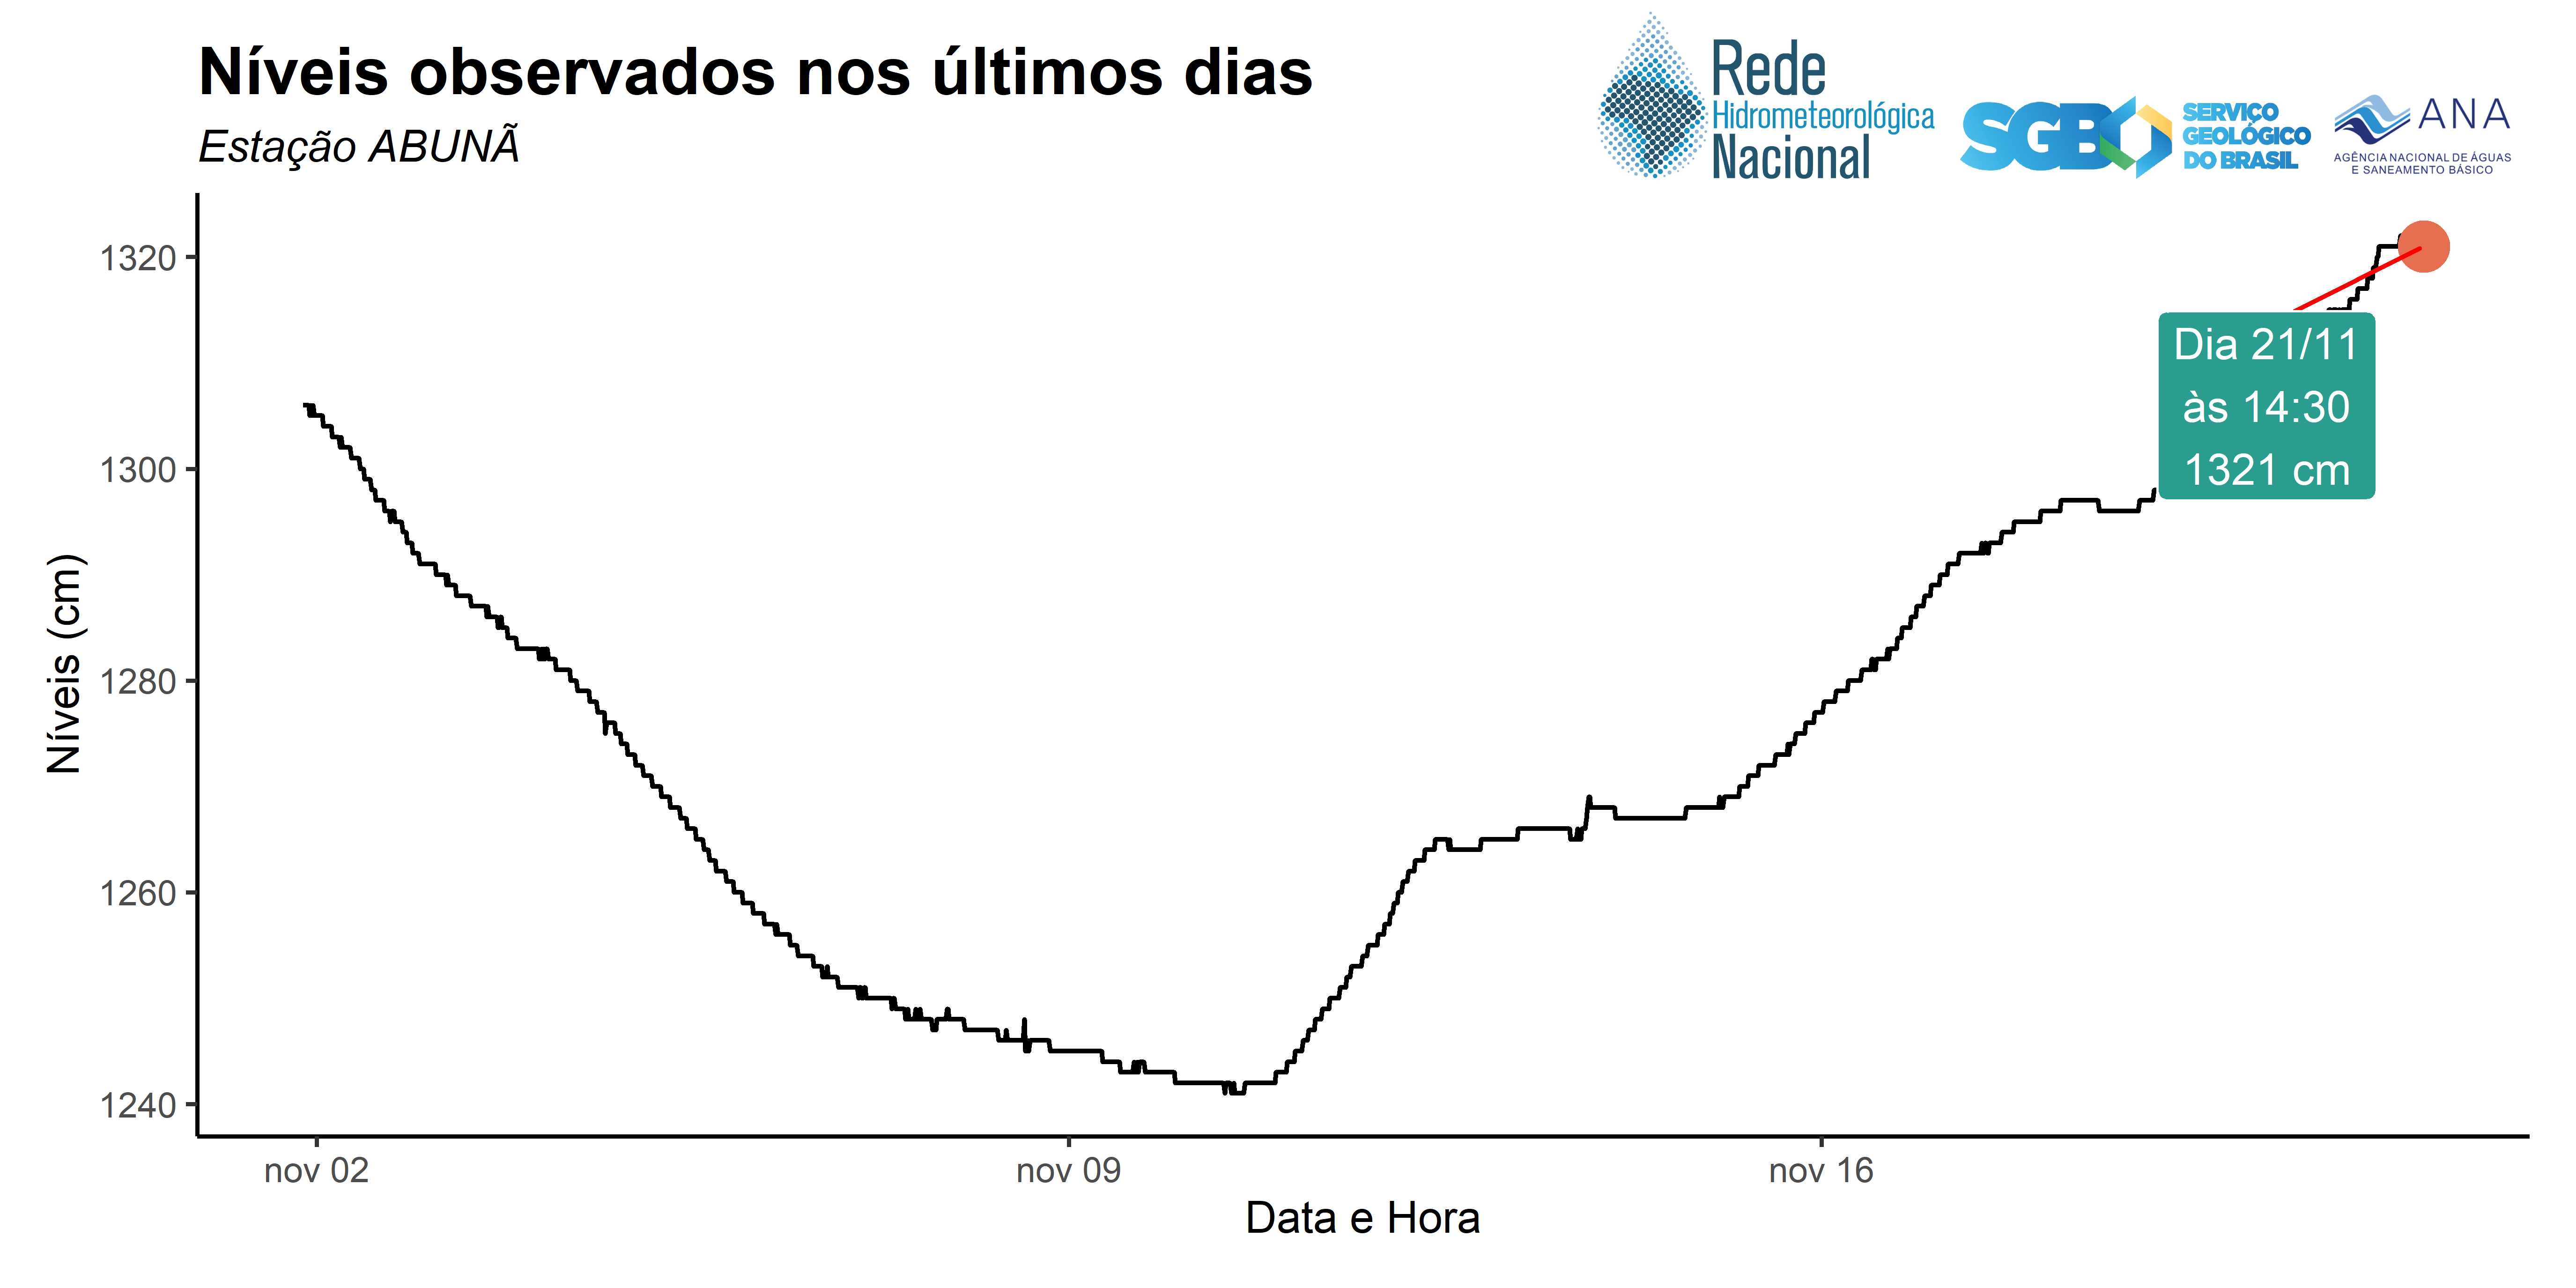 Níveis observados nos últimos dias
Estação ABUNÃ
Rede
Hidrometeorológica
Nacional
SGB
SERVIÇO
GEOLÓGICO
DO BRASIL
ANA
AGÊNCIA NACIONAL DE ÁGUAS
E SANEAMENTO BÁSICO
1320
1300
1280
1260
1240
Níveis (cm)
Dia 21/11
às 14:30
1321 cm
nov 02
nov 09
nov 16
Data e Hora